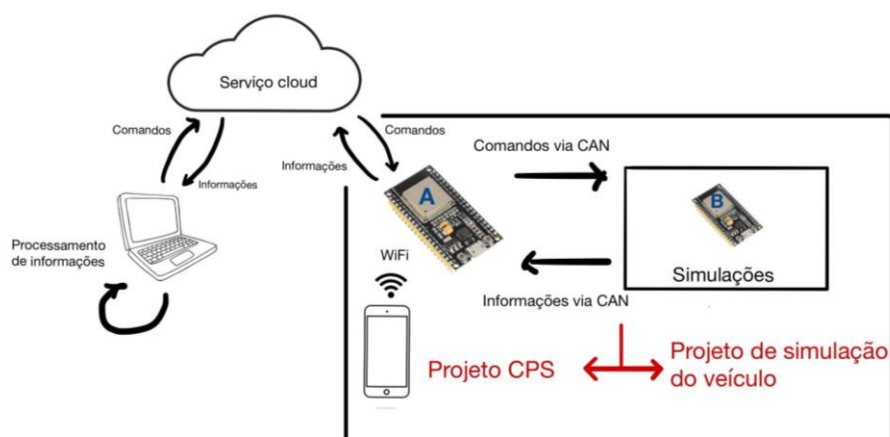 Serviço cloud
Comandos
Comandos
Informações
Informações
Comandos via CAN
A
B
Processamento
de informações
WiFi
Simulações
Informações via CAN
Projeto CPS
Projeto de simulação
do veículo